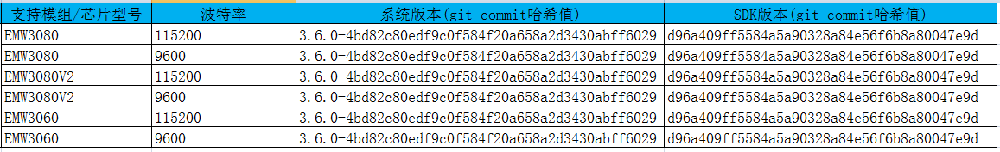 支持模组/芯片型号 波特率 系统版本(git commit哈希值) SDK版本(git commit哈希值)
EMW3080 115200 3.6.0-4bd82c80edf9c0f584f20a658a2d3430abff6029 d96a409ff5584a5a90328a84e56f6b8a80047e9d
EMW3080 9600 3.6.0-4bd82c80edf9c0f584f20a658a2d3430abff6029 d96a409ff5584a5a90328a84e56f6b8a80047e9d
EMW3080V2 115200 3.6.0-4bd82c80edf9c0f584f20a658a2d3430abff6029 d96a409ff5584a5a90328a84e56f6b8a80047e9d
EMW3080V2 9600 3.6.0-4bd82c80edf9c0f584f20a658a2d3430abff6029 d96a409ff5584a5a90328a84e56f6b8a80047e9d
EMW3060 115200 3.6.0-4bd82c80edf9c0f584f20a658a2d3430abff6029 d96a409ff5584a5a90328a84e56f6b8a80047e9d
EMW3060 9600 3.6.0-4bd82c80edf9c0f584f20a658a2d3430abff6029 d96a409ff5584a5a90328a84e56f6b8a80047e9d